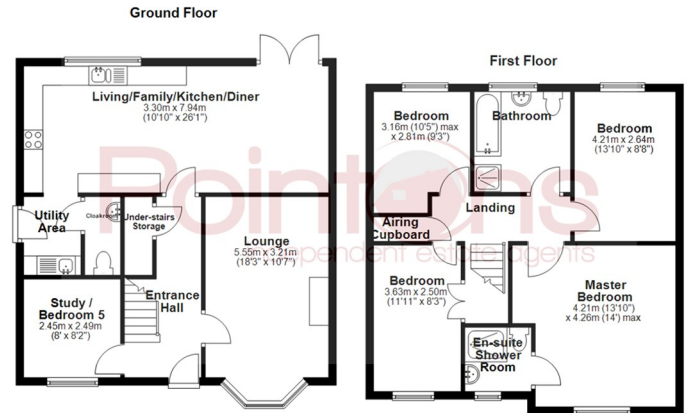 Ground Floor
Living/Family/Kitchen/Diner
3.30m x 7.94m
(10'10" x 26'1")
Utility
Area
Cloakroom
Under-stairs
Storage
Lounge
5.55m x 3.21m
(18'3" x 10'7")
Study /
Bedroom 5
2.45m x 2.49m
(8' x 8'2")
Entrance
Hall
First Floor
Bedroom
3.16m (10'5") max
x 2.81m (9'3")
Bathroom
Bedroom
4.21m x 2.64m
(13'10" x 8'8")
Landing
Airing
Cupboard
Bedroom
3.63m x 2.50m
(11'11" x 8'3")
Master
Bedroom
4.21m (13'10")
x 4.26m (14') max
En-suite
Shower
Room
Pointons
independent estate agents